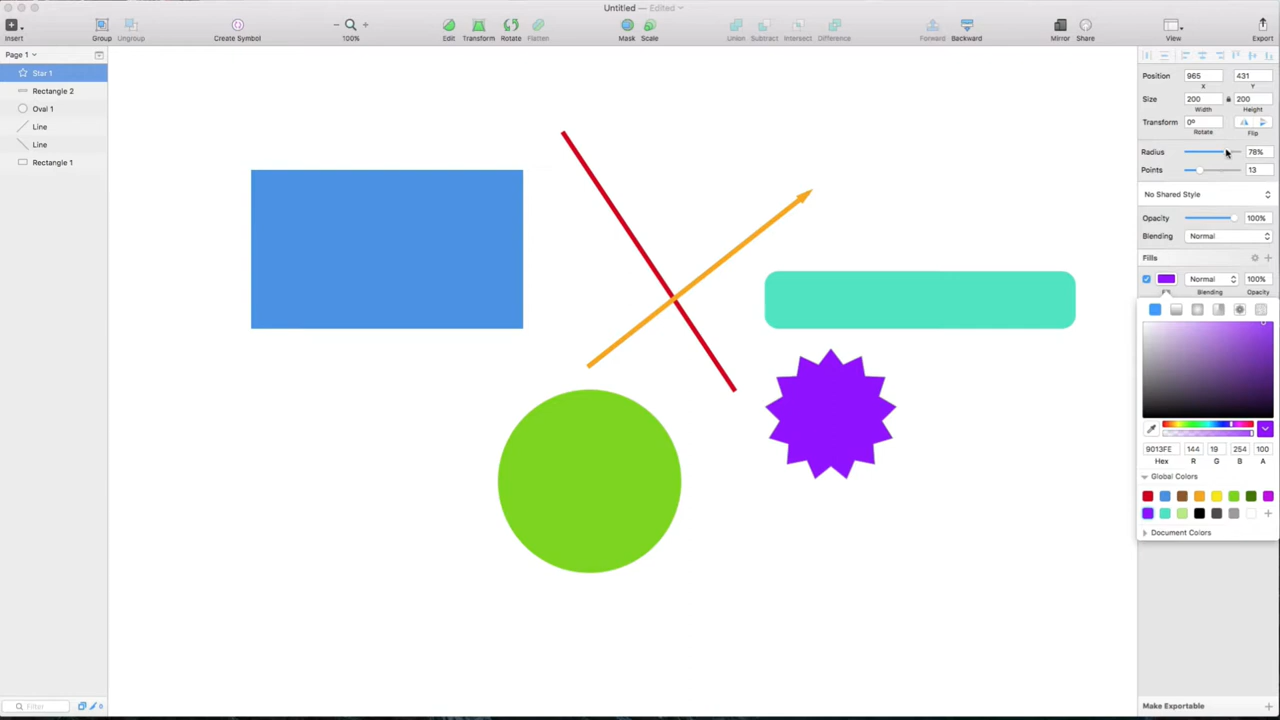 Untitled — Edited
Insert
Group
Ungroup
Create Symbol
100%
Edit
Transform
Rotate
Flatten
Mask
Scale
Union
Subtract
Intersect
Difference
Forward
Backward
Mirror
Share
View
Export
Page 1
Star 1
Rectangle 2
Oval 1
Line
Line
Rectangle 1
Filter
0
Position 965 431
X Y
Size 200 200
Width Height
Transform 0º
Rotate Flip
Radius 78%
Points 13
No Shared Style
Opacity 100%
Blending Normal
Fills
Normal 100%
Blending Opacity
9013FE 144 19 254 100
Hex R G B A
Global Colors
Document Colors
Make Exportable